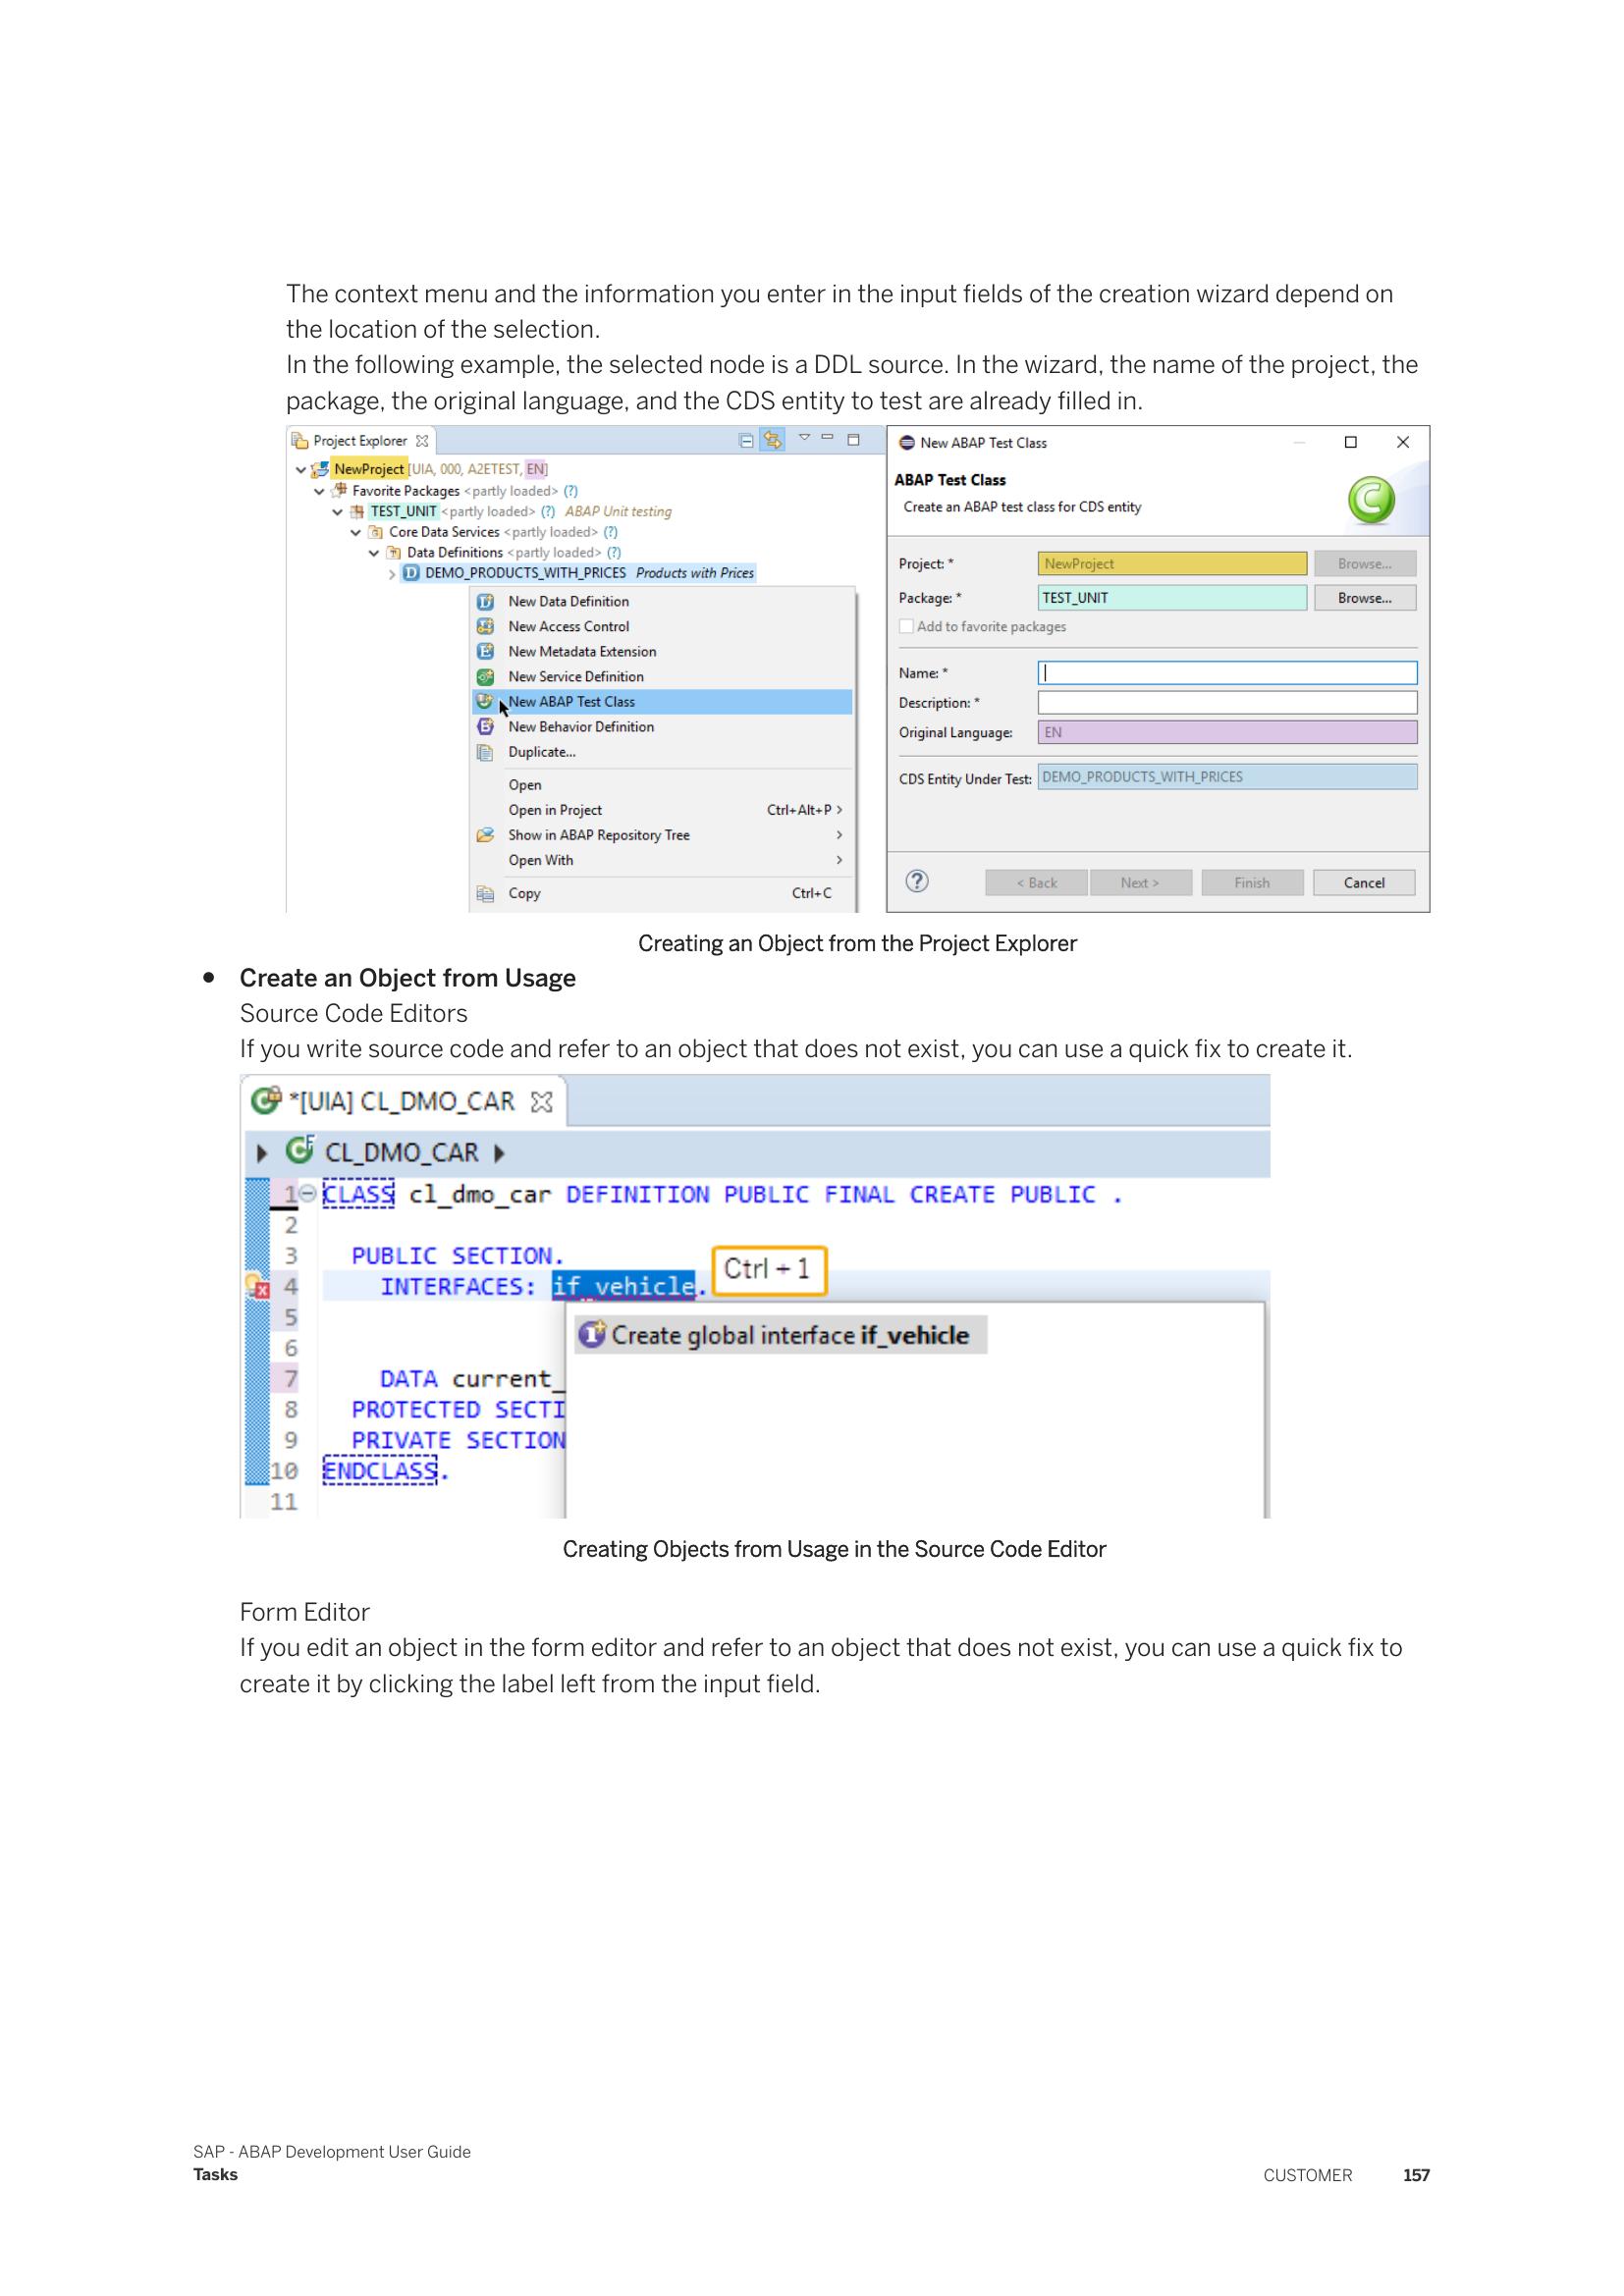 The context menu and the information you enter in the input fields of the creation wizard depend on
the location of the selection.
In the following example, the selected node is a DDL source. In the wizard, the name of the project, the
package, the original language, and the CDS entity to test are already filled in.
Project Explorer
NewProject [UIA, 000, A2ETEST, EN]
Favorite Packages <partly loaded> (?)
TEST_UNIT <partly loaded> (?) ABAP Unit testing
Core Data Services <partly loaded> (?)
Data Definitions <partly loaded> (?)
DEMO_PRODUCTS_WITH_PRICES Products with Prices
New Data Definition
New Access Control
New Metadata Extension
New Service Definition
New ABAP Test Class
New Behavior Definition
Duplicate...
Open
Open in Project Ctrl+Alt+P >
Show in ABAP Repository Tree >
Open With >
Copy Ctrl+C
New ABAP Test Class
ABAP Test Class
Create an ABAP test class for CDS entity
Project: * NewProject Browse...
Package: * TEST_UNIT Browse...
Add to favorite packages
Name: *
Description: *
Original Language: EN
CDS Entity Under Test: DEMO_PRODUCTS_WITH_PRICES
? < Back Next > Finish Cancel
Creating an Object from the Project Explorer
• Create an Object from Usage
Source Code Editors
If you write source code and refer to an object that does not exist, you can use a quick fix to create it.
*[UIA] CL_DMO_CAR
CL_DMO_CAR
1 CLASS cl_dmo_car DEFINITION PUBLIC FINAL CREATE PUBLIC .
2
3 PUBLIC SECTION.
4 INTERFACES: if_vehicle. Ctrl + 1
5
Create global interface if_vehicle
6
7 DATA current_
8 PROTECTED SECTI
9 PRIVATE SECTION
10 ENDCLASS.
11
Creating Objects from Usage in the Source Code Editor
Form Editor
If you edit an object in the form editor and refer to an object that does not exist, you can use a quick fix to
create it by clicking the label left from the input field.
SAP - ABAP Development User Guide
Tasks
CUSTOMER 157